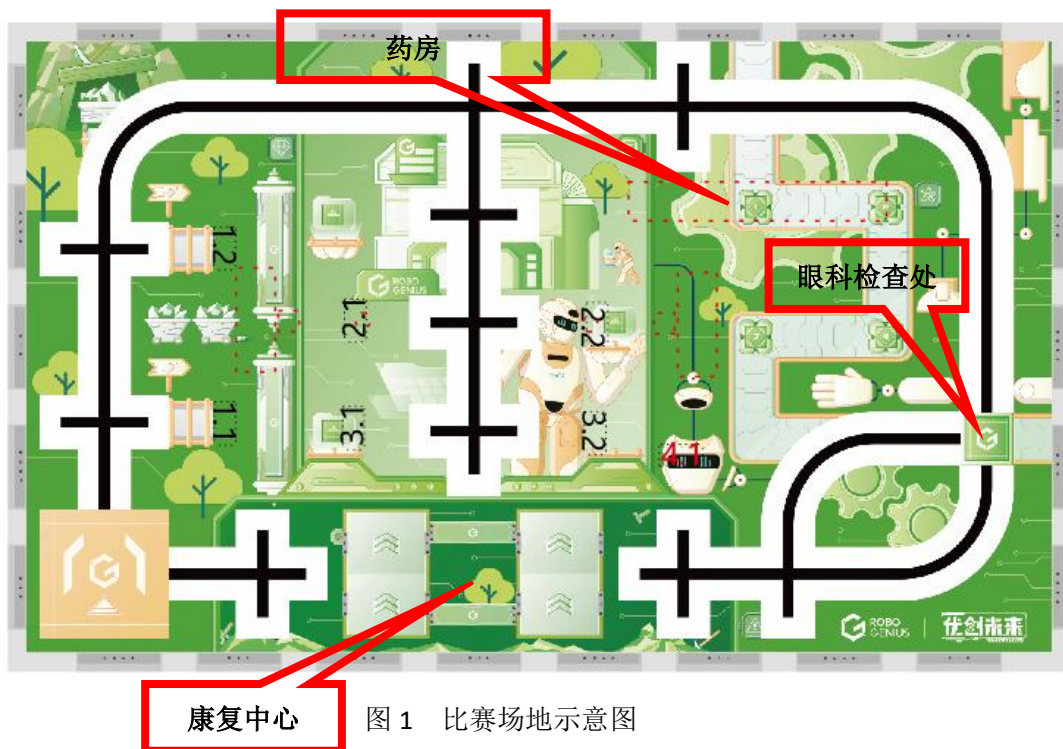 药房
眼科检查处
1.2
ROBO
GENIUS
2.1
2.2
1.1
3.1
3.2
4.1
ROBO
GENIUS
优创未来
康复中心
图 1 比赛场地示意图